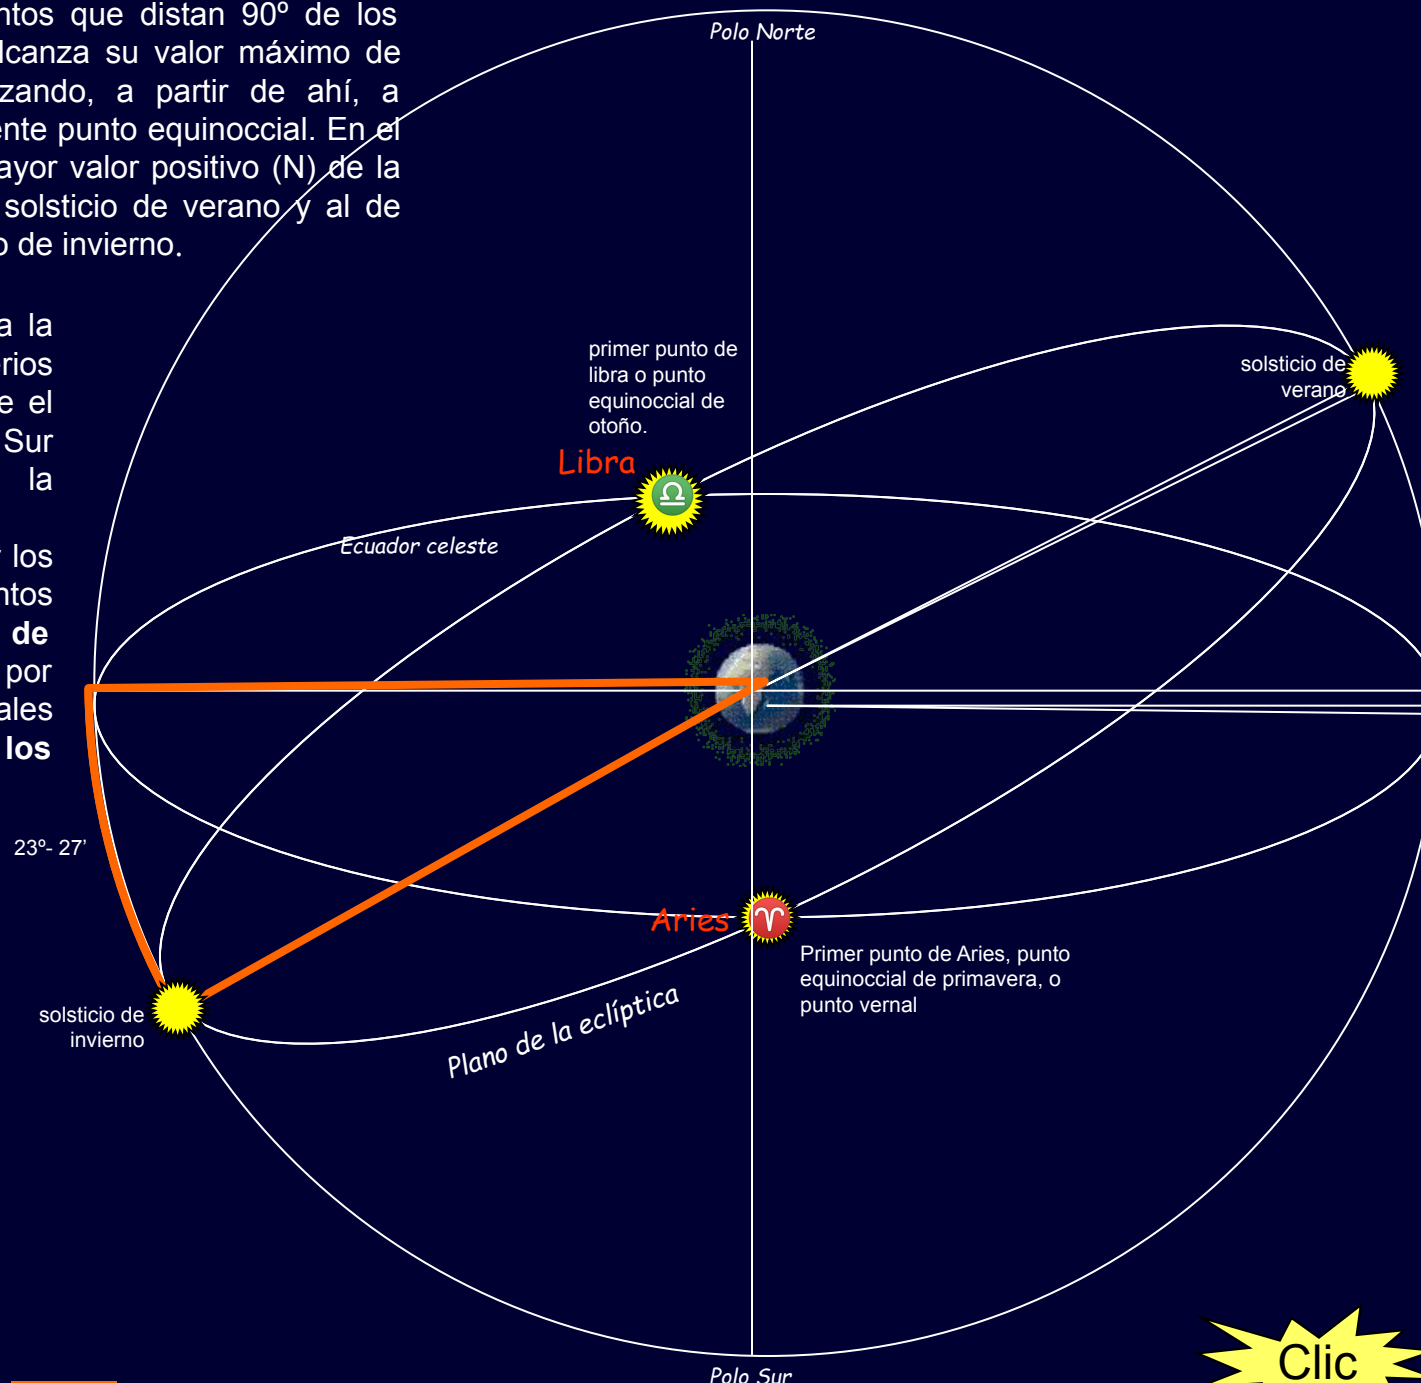 ntos que distan 90º de los
lcanza su valor máximo de
zando, a partir de ahí, a
ente punto equinoccial. En el
ayor valor positivo (N) de la
solsticio de verano y al de
o de invierno.
a la
erios
e el
Sur
la
los
ntos
de
por
ales
los
Polo Norte
primer punto de
libra o punto
equinoccial de
otoño.
Libra
♎
solsticio de
verano
Ecuador celeste
23º- 27’
Aries
♈
Primer punto de Aries, punto
equinoccial de primavera, o
punto vernal
solsticio de
invierno
Plano de la eclíptica
Polo Sur
Clic